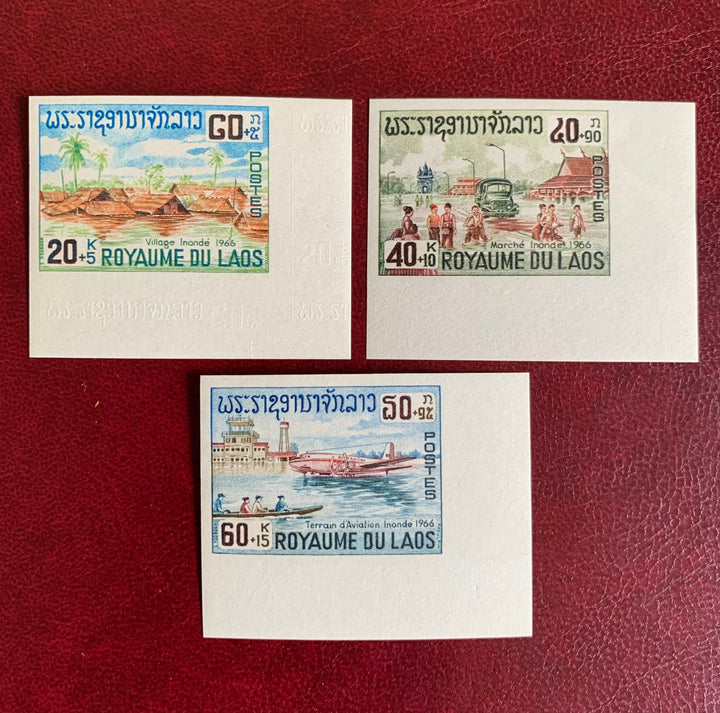 ພຣະຣາຊອານາຈັກລາວ
໒໐ ກ
+໕
POSTES
Village Inondé 1966
20 K
+5
ROYAUME DU LAOS
ພຣະຣາຊອານາຈັກລາວ
໔໐ ກ
+໑໐
POSTES
Marché Inondé 1966
40 K
+10
ROYAUME DU LAOS
ພຣະຣາຊອານາຈັກລາວ
໖໐ ກ
+໑໕
POSTES
Terrain d'Aviation Inondé 1966
60 K
+15
ROYAUME DU LAOS